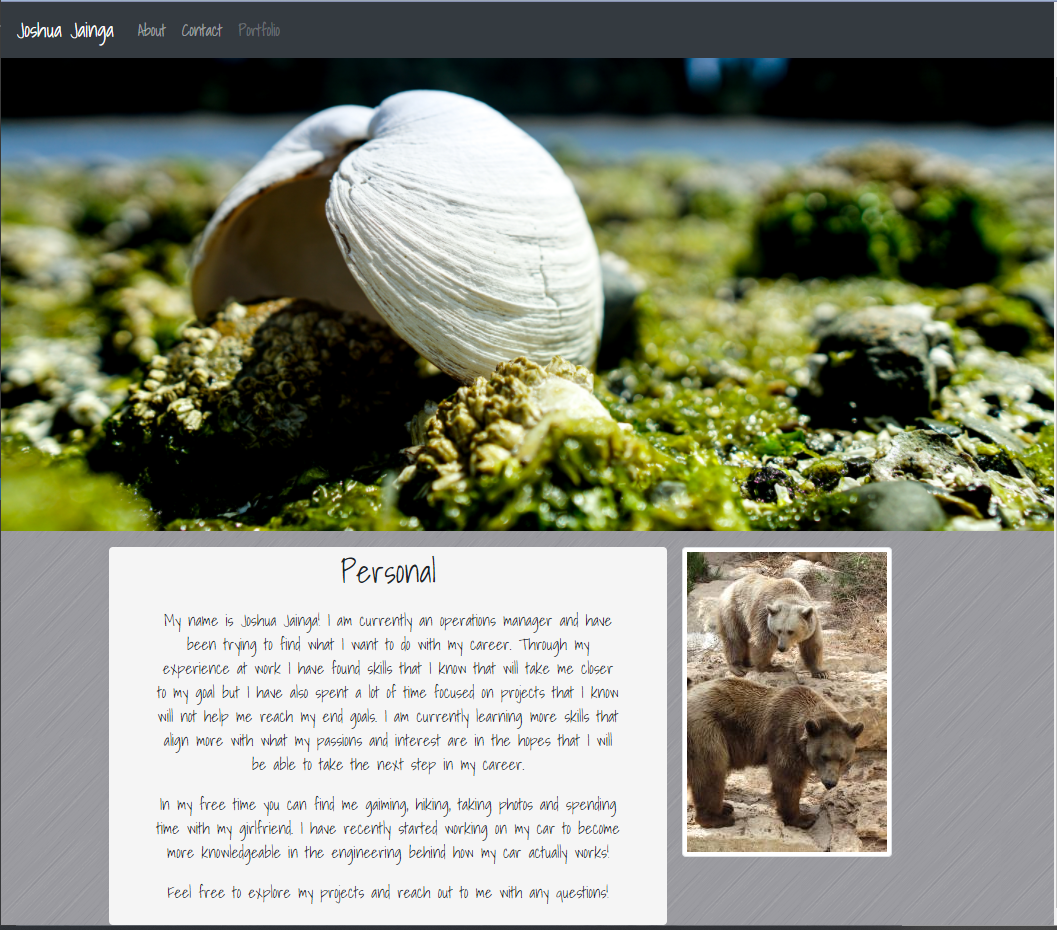 Joshua Jainga About Contact Portfolio
Personal
My name is Joshua Jainga! I am currently an operations manager and have
been trying to find what I want to do with my career. Through my
experience at work I have found skills that I know that will take me closer
to my goal but I have also spent a lot of time focused on projects that I know
will not help me reach my end goals. I am currently learning more skills that
align more with what my passions and interest are in the hopes that I will
be able to take the next step in my career.
In my free time you can find me gaiming, hiking, taking photos and spending
time with my girlfriend. I have recently started working on my car to become
more knowledgeable in the engineering behind how my car actually works!
Feel free to explore my projects and reach out to me with any questions!